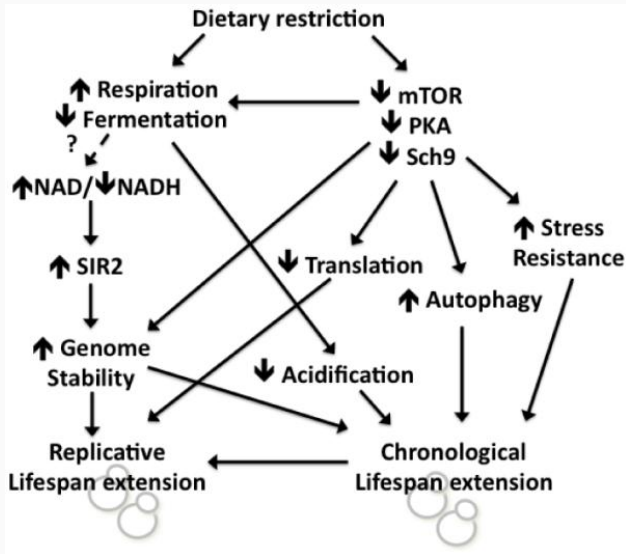 Dietary restriction
Respiration
Fermentation
mTOR
PKA
Sch9
?
NAD/ NADH
SIR2
Translation
Stress
Resistance
Autophagy
Genome
Stability
Acidification
Replicative
Lifespan extension
Chronological
Lifespan extension